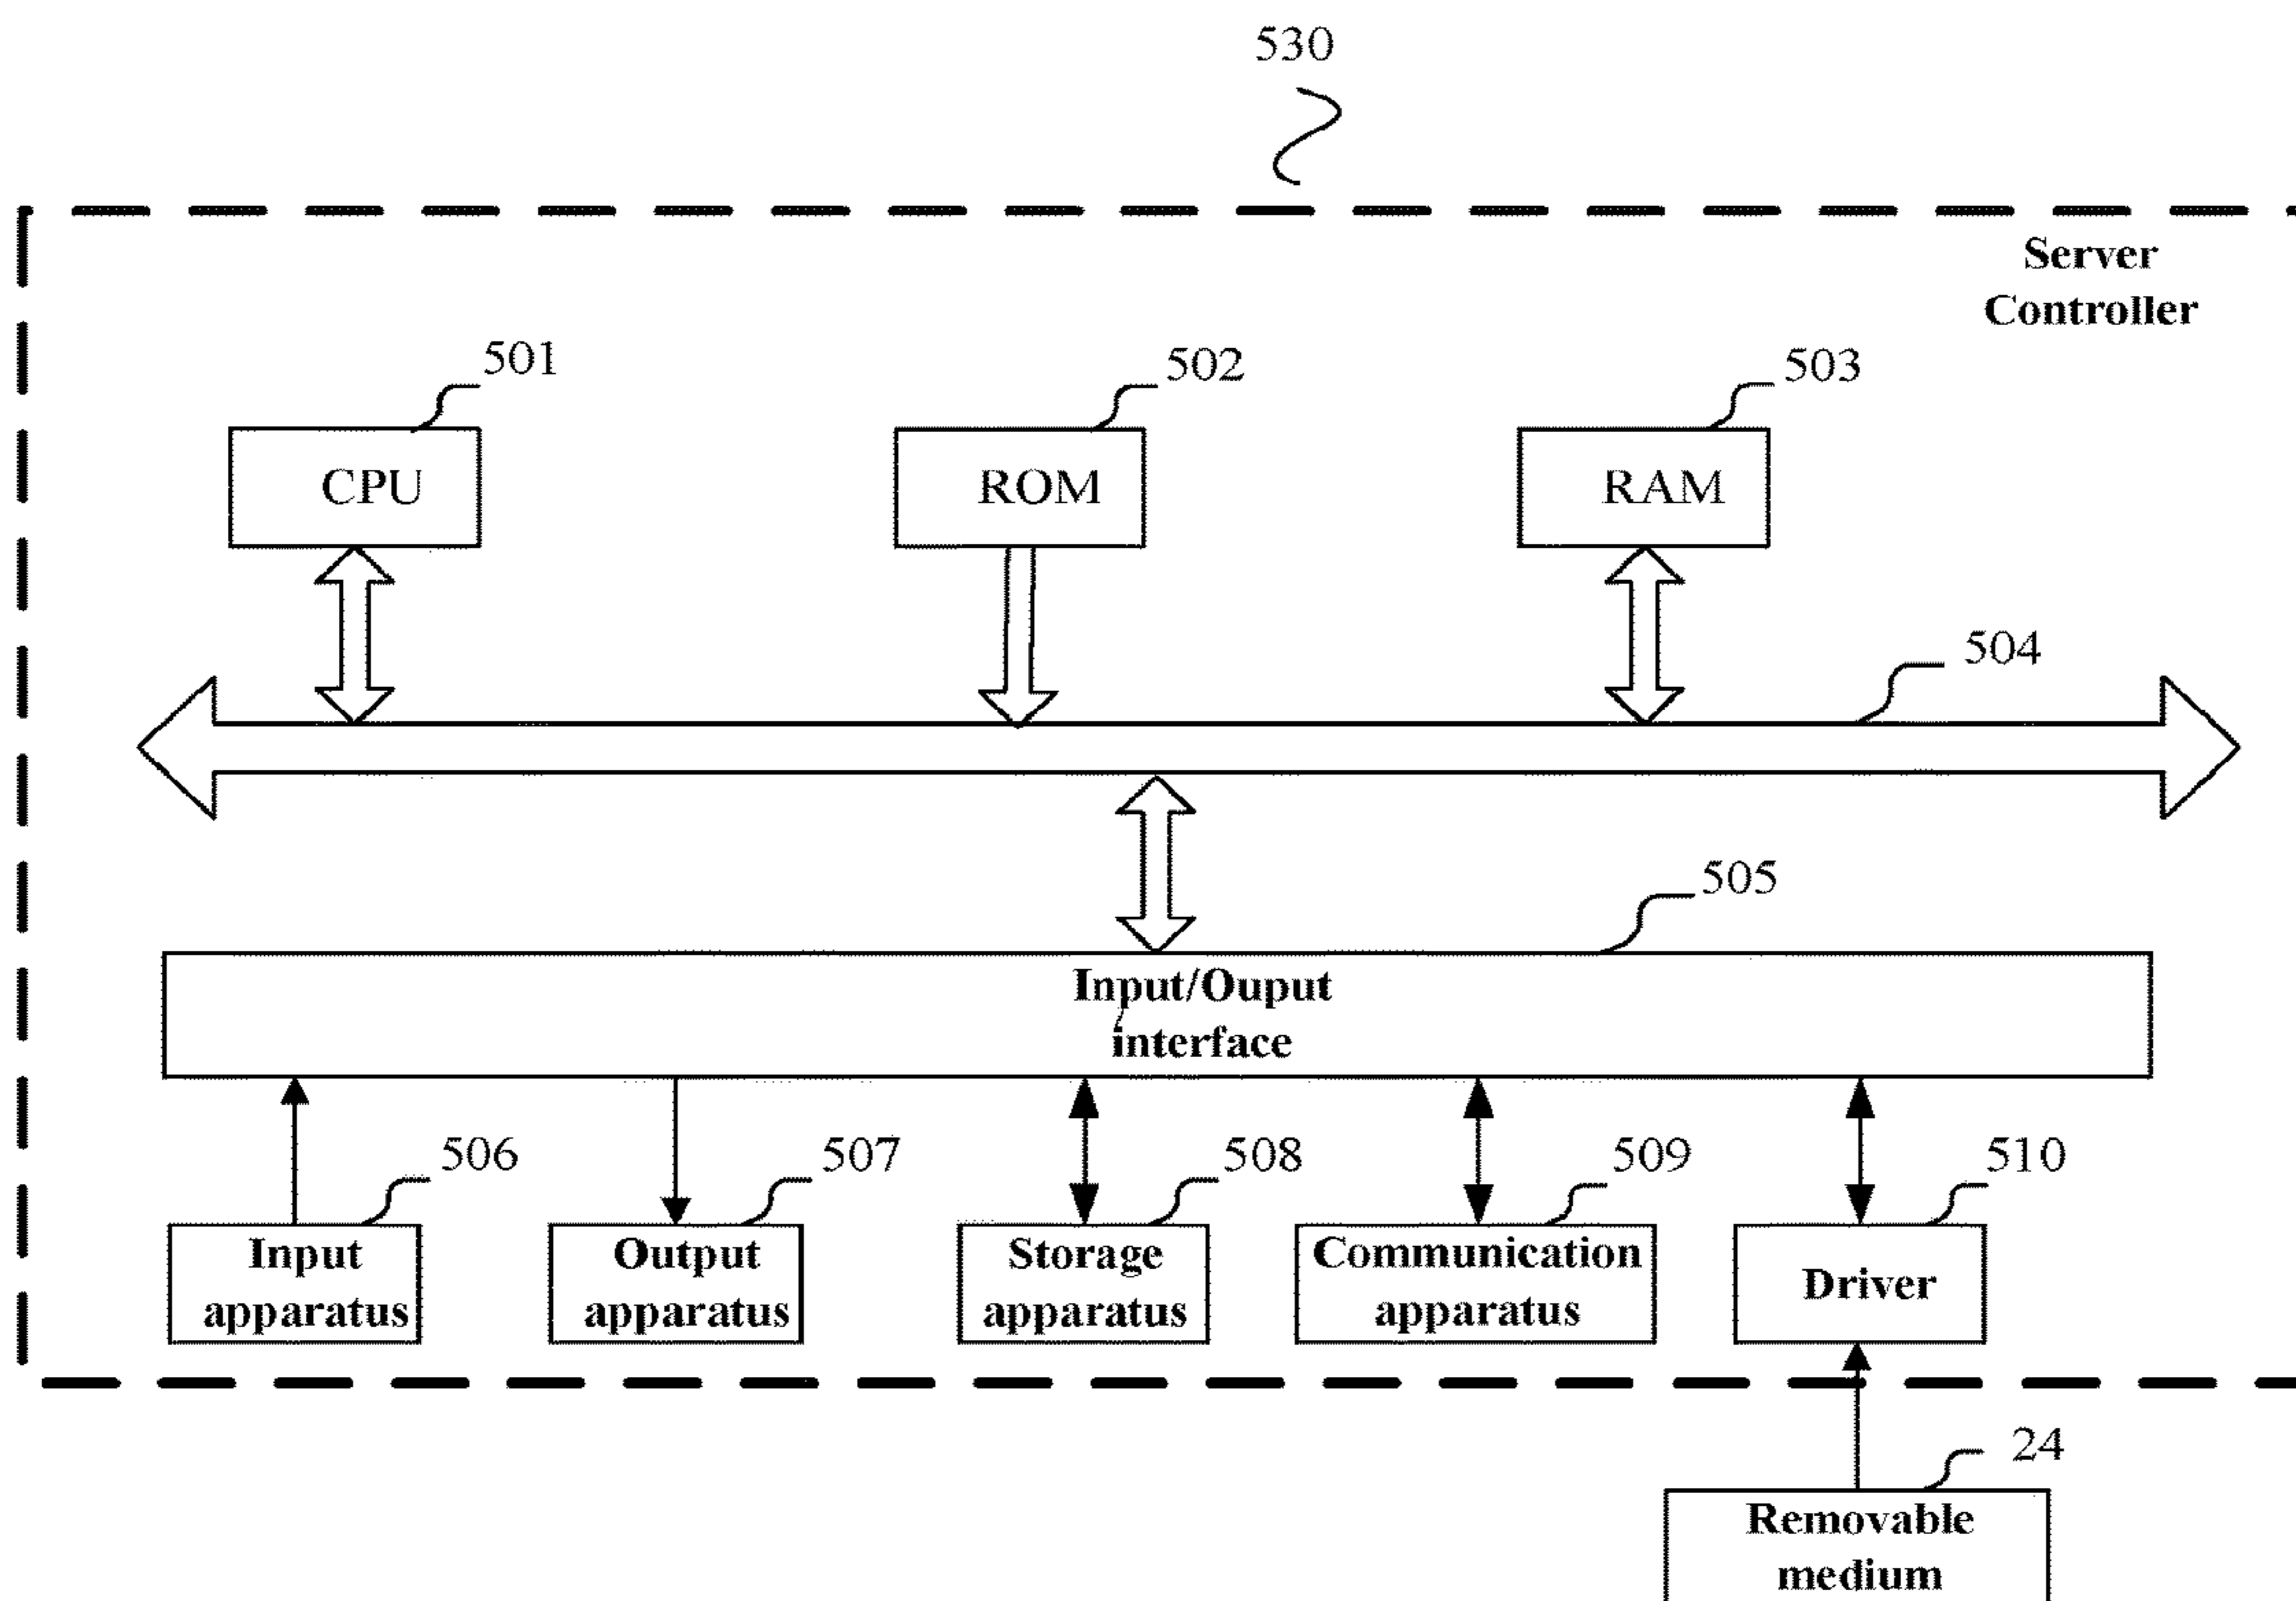 530
Server
Controller
501
502
503
CPU
ROM
RAM
504
505
Input/Ouput
interface
506
507
508
509
510
Input
apparatus
Output
apparatus
Storage
apparatus
Communication
apparatus
Driver
24
Removable
medium